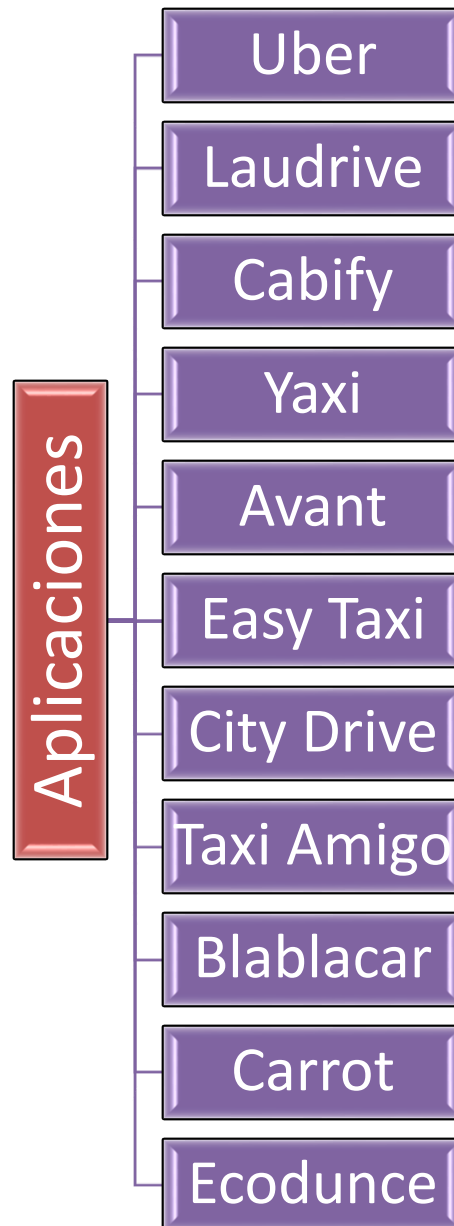 Aplicaciones
Uber
Laudrive
Cabify
Yaxi
Avant
Easy Taxi
City Drive
Taxi Amigo
Blablacar
Carrot
Ecodunce